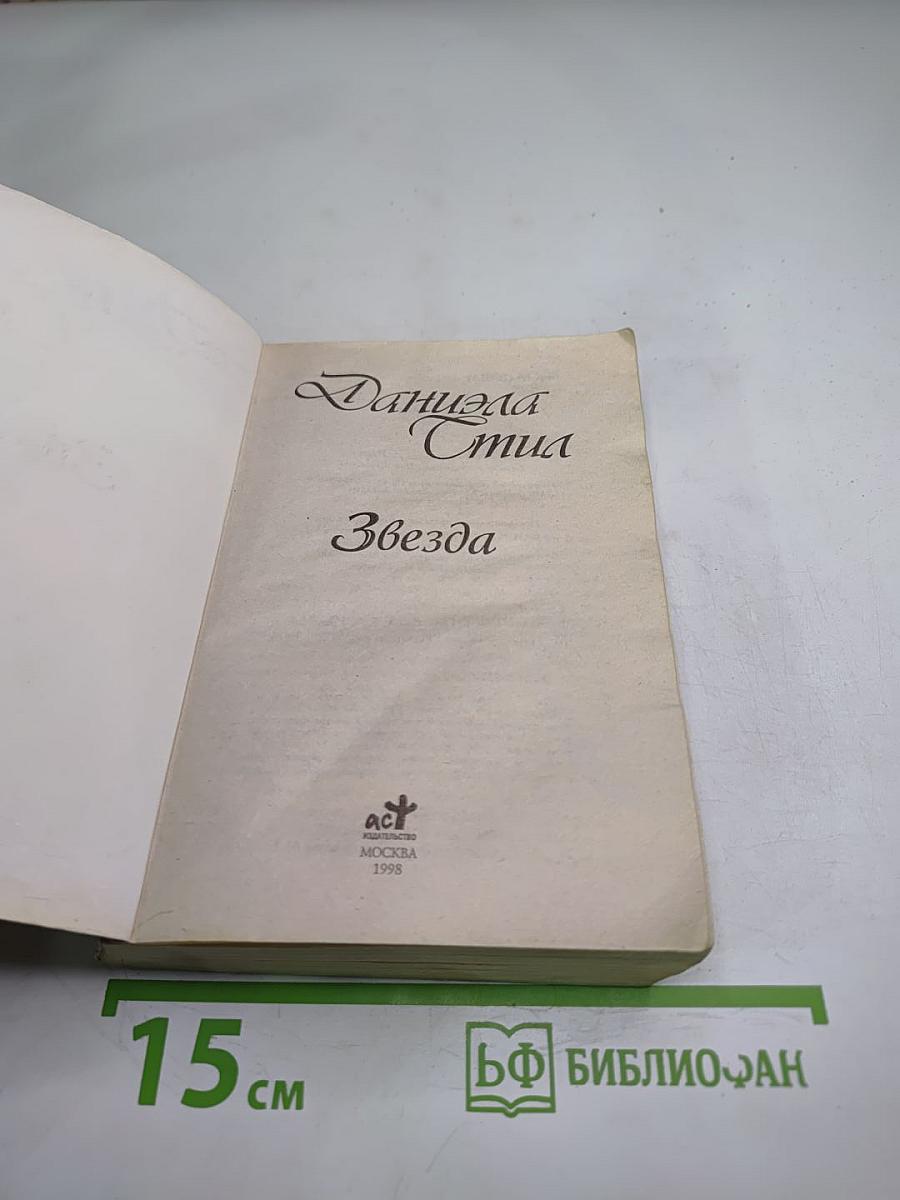 Даниэла
Стил
Звезда
аст
ИЗДАТЕЛЬСТВО
МОСКВА
1998
15 см
БФ БИБЛИОФАН